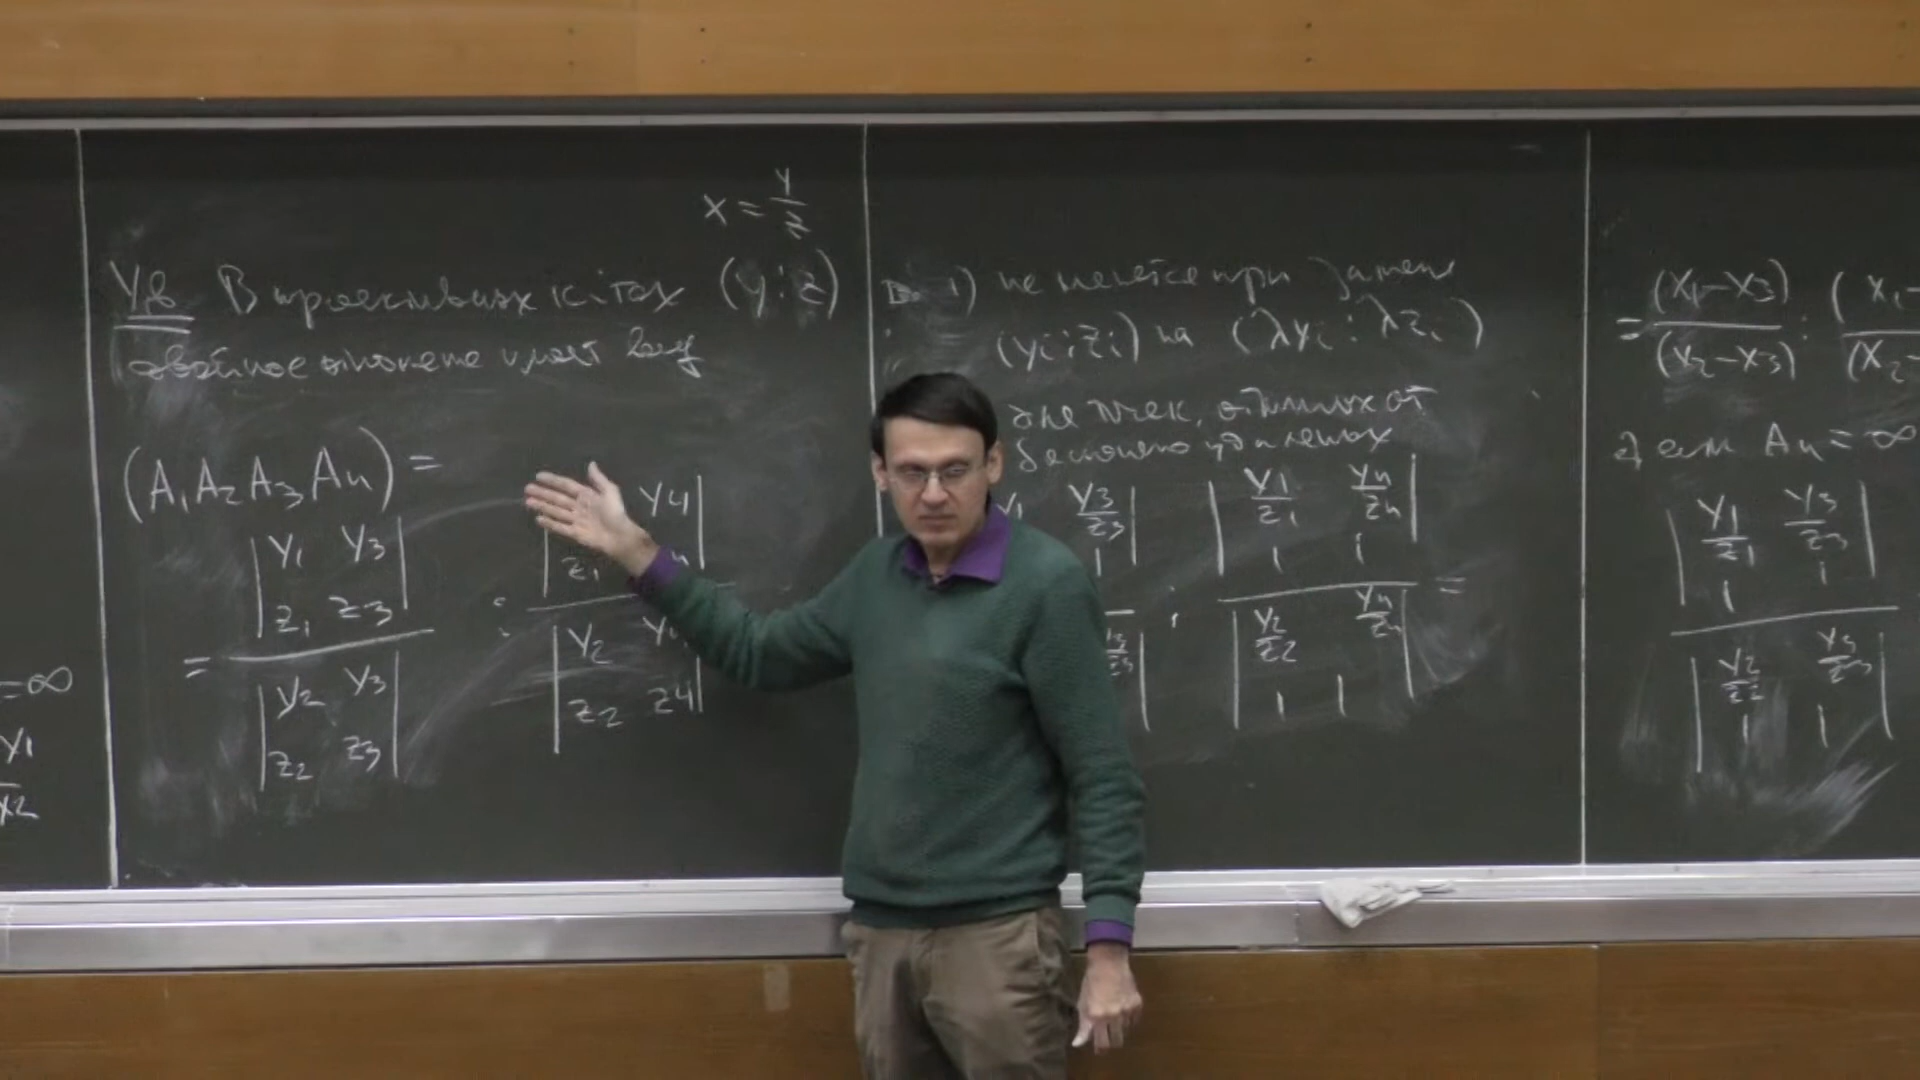 = ∞
y₁
x₂
x = y/z
Утв В проективных к-тах (y : z)
двойное отношение имеет вид
(A₁A₂A₃A₄) =
= |y₁ y₃; z₁ z₃| / |y₂ y₃; z₂ z₃| : |y₄; z₁| / |y₂ y; z₂ z₄|
1) не меняется при замене
(yᵢ : zᵢ) на (λyᵢ : λzᵢ)
для точек, отличных от
бесконечно удаленных
y₃/z₃| : |y₁/z₁ y₄/z₄; 1 1| / |y₂/z₂ y₄/z₄; 1 1| =
= (x₁-x₃) / (x₂-x₃) : (x₁- / (x₂-
если A₄ = ∞
|y₁/z₁ y₃/z₃; 1 1| / |y₂/z₂ y₃/z₃; 1 1|